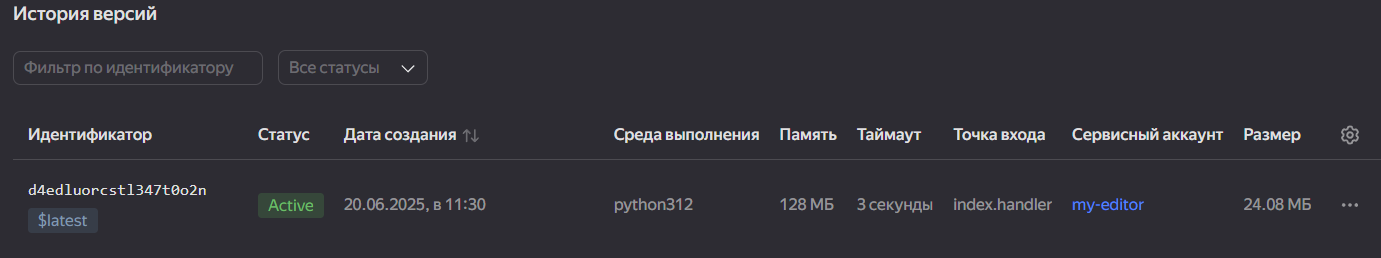 История версий
Фильтр по идентификатору Все статусы
Идентификатор Статус Дата создания Среда выполнения Память Таймаут Точка входа Сервисный аккаунт Размер
d4edluorcstl347t0o2n
Active 20.06.2025, в 11:30 python312 128 МБ 3 секунды index.handler my-editor 24.08 МБ
$latest